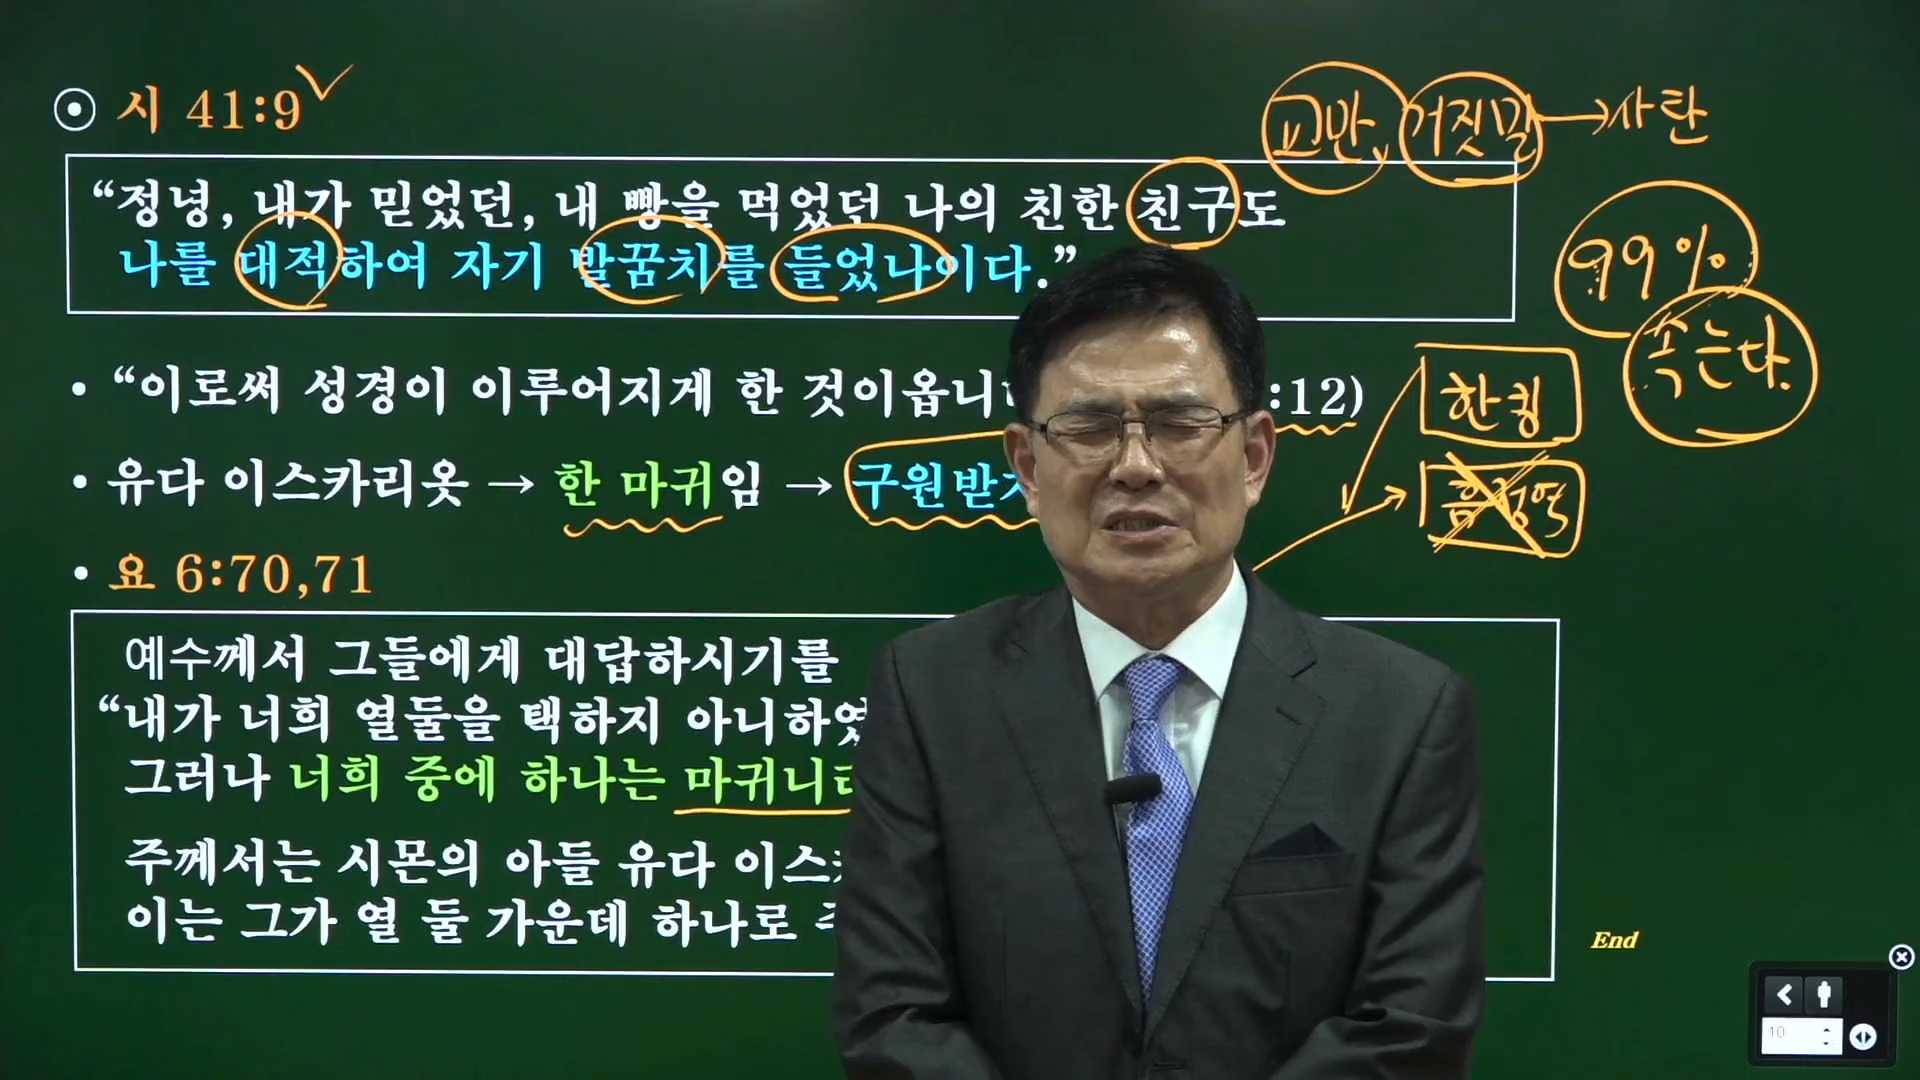 시 41:9
교만, 거짓말 → 사탄
“정녕, 내가 믿었던, 내 빵을 먹었던 나의 친한 친구도
나를 대적하여 자기 발꿈치를 들었나이다.”
99%
속는다.
• “이로써 성경이 이루어지게 한 것이옵니 :12)
한킹
• 유다 이스카리옷 → 한 마귀임 → 구원받지
흠정역
• 요 6:70,71
예수께서 그들에게 대답하시기를
“내가 너희 열둘을 택하지 아니하였
그러나 너희 중에 하나는 마귀니라
주께서는 시몬의 아들 유다 이스카
이는 그가 열 둘 가운데 하나로
End
10